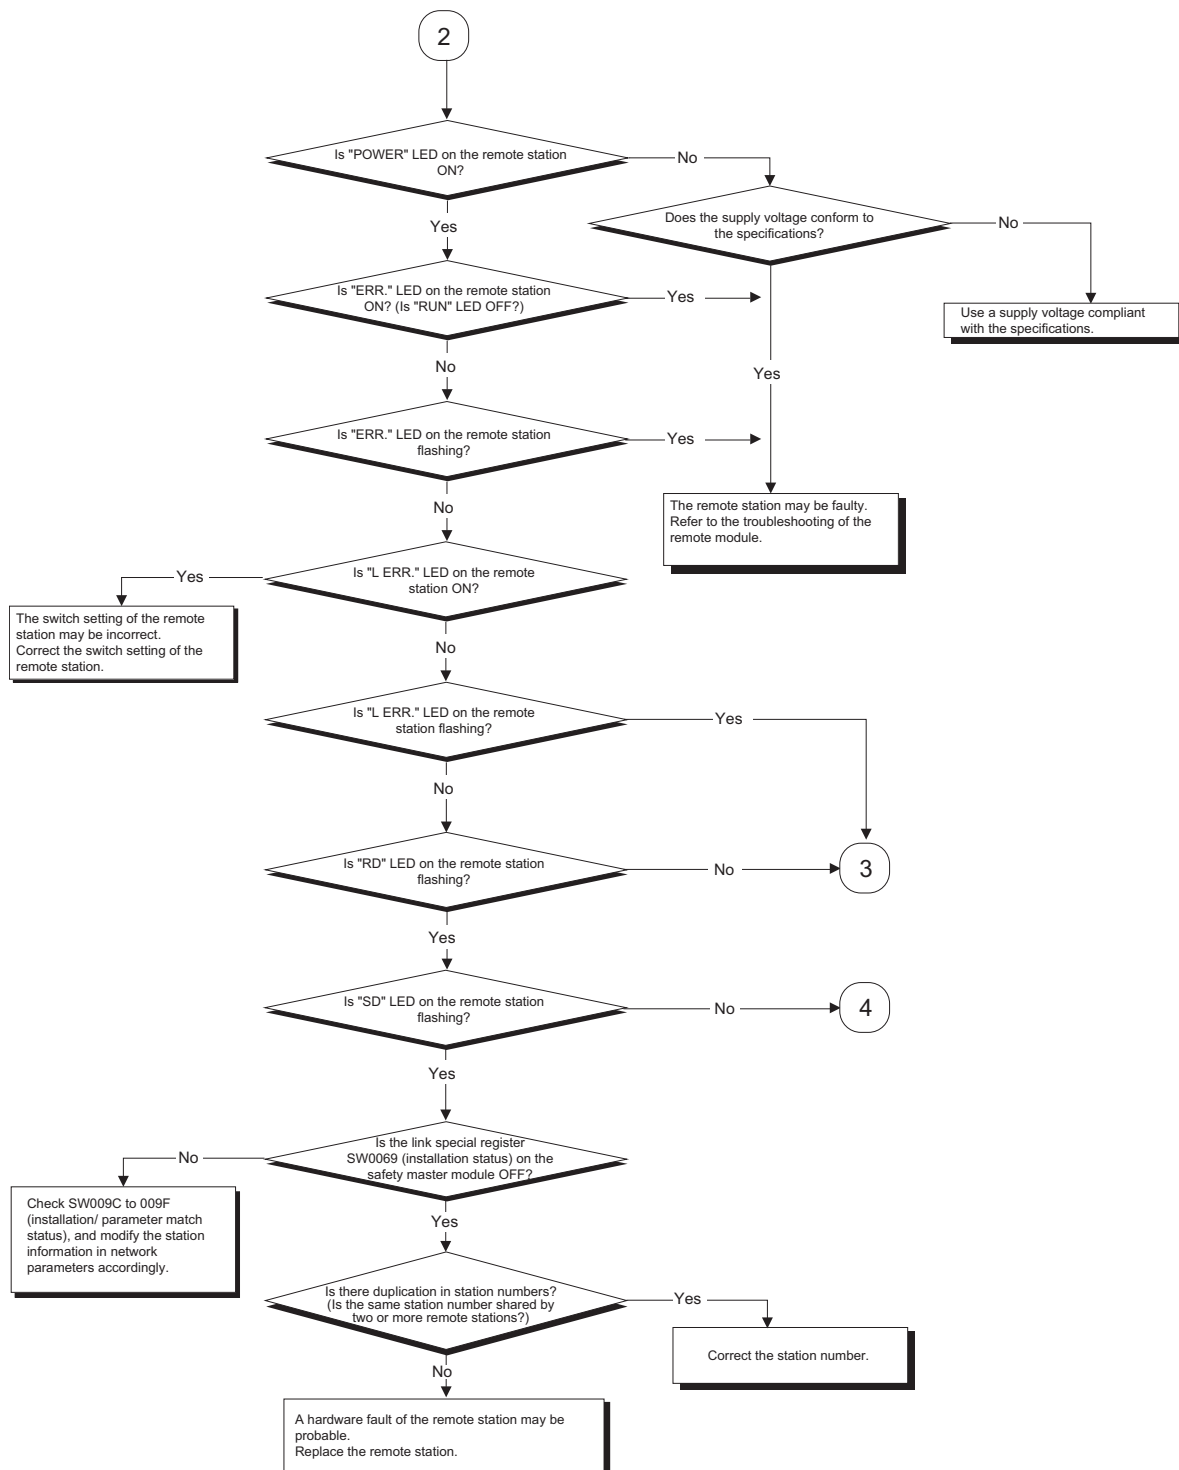 2
Is "POWER" LED on the remote station
ON?
No
Yes
Does the supply voltage conform to
the specifications?
No
Is "ERR." LED on the remote station
ON? (Is "RUN" LED OFF?)
Yes
Use a supply voltage compliant
with the specifications.
No
Yes
Is "ERR." LED on the remote station
flashing?
Yes
No
The remote station may be faulty.
Refer to the troubleshooting of the
remote module.
Is "L ERR." LED on the remote
station ON?
Yes
The switch setting of the remote
station may be incorrect.
Correct the switch setting of the
remote station.
No
Is "L ERR." LED on the remote
station flashing?
Yes
No
Is "RD" LED on the remote station
flashing?
No
3
Yes
Is "SD" LED on the remote station
flashing?
No
4
Yes
Is the link special register
SW0069 (installation status) on the
safety master module OFF?
No
Check SW009C to 009F
(installation/ parameter match
status), and modify the station
information in network
parameters accordingly.
Yes
Is there duplication in station numbers?
(Is the same station number shared by
two or more remote stations?)
Yes
Correct the station number.
No
A hardware fault of the remote station may be
probable.
Replace the remote station.